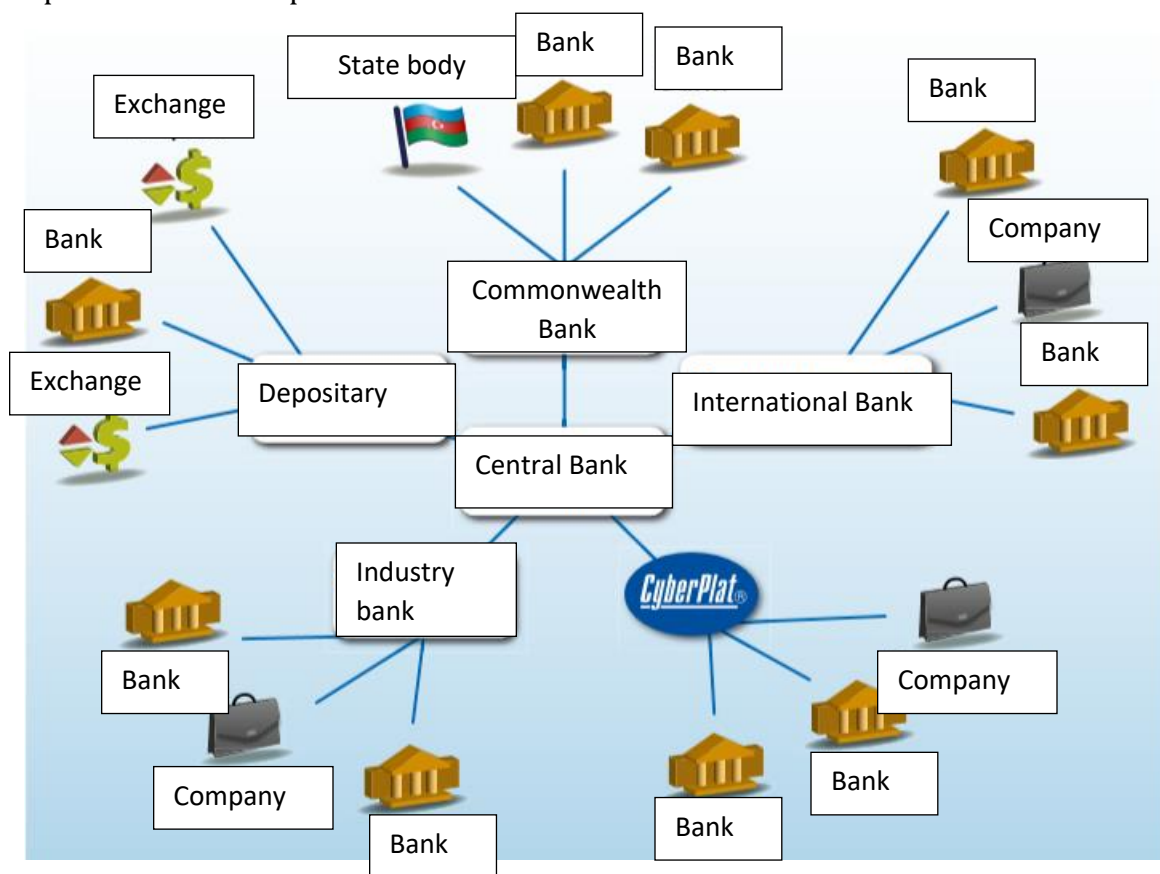 State body
Bank
Bank
Exchange
Bank
Bank
Company
Commonwealth
Bank
Bank
Exchange
Depositary
International Bank
Central Bank
Industry
bank
CyberPlat®
Bank
Company
Company
Bank
Bank
Bank